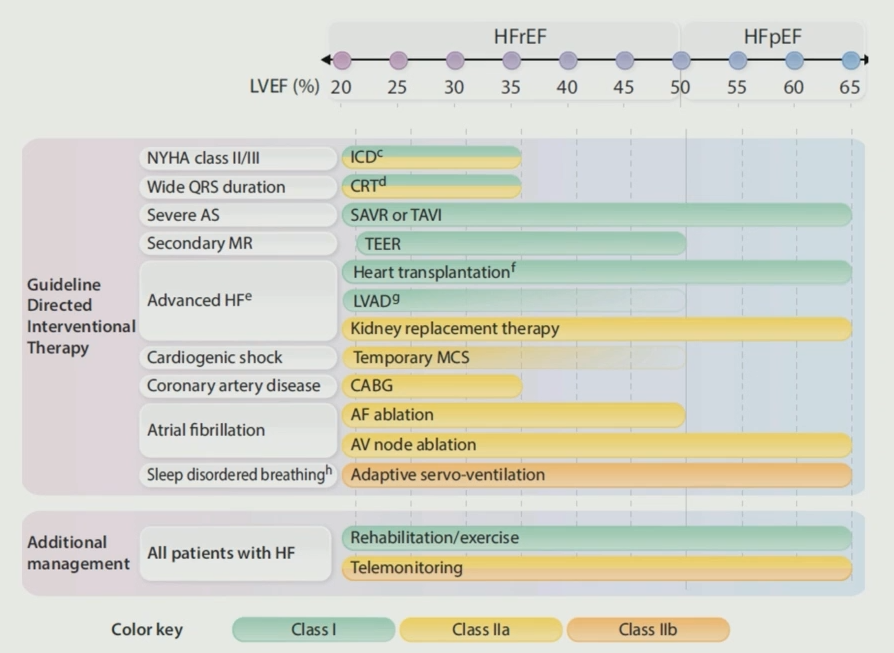 HFrEF HFpEF
LVEF (%) 20 25 30 35 40 45 50 55 60 65
NYHA class II/III ICDᶜ
Wide QRS duration CRTᵈ
Severe AS SAVR or TAVI
Secondary MR TEER
Guideline
Directed
Interventional
Therapy
Advanced HFᵉ
Heart transplantationᶠ
LVADᵍ
Kidney replacement therapy
Cardiogenic shock Temporary MCS
Coronary artery disease CABG
Atrial fibrillation
AF ablation
AV node ablation
Sleep disordered breathingʰ Adaptive servo-ventilation
Additional
management
All patients with HF
Rehabilitation/exercise
Telemonitoring
Color key Class I Class IIa Class IIb